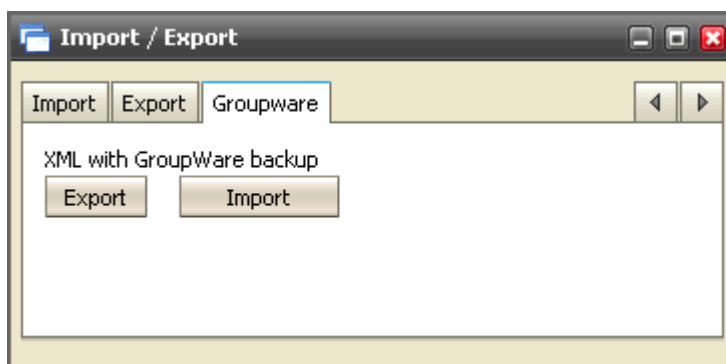 Import / Export
Import Export Groupware
XML with GroupWare backup
Export Import